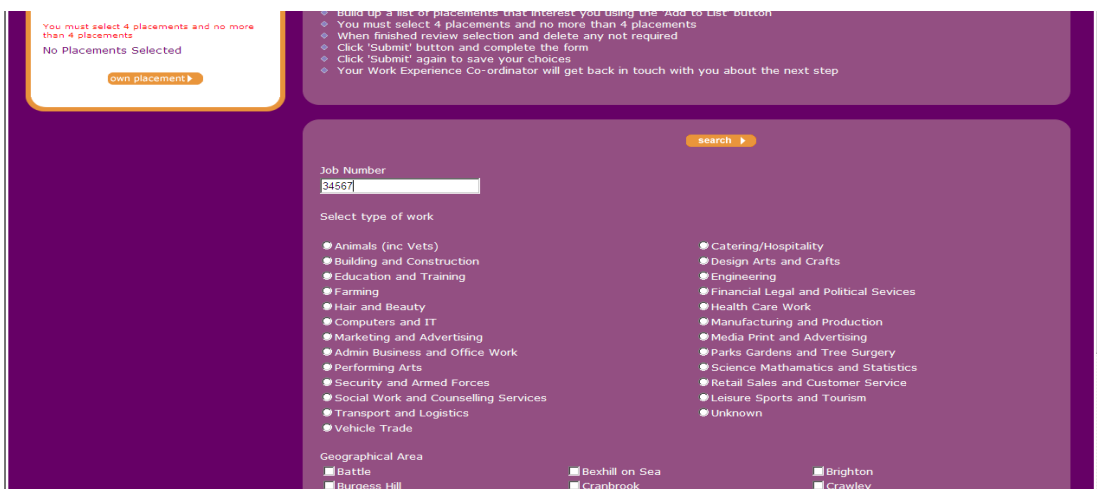 You must select 4 placements and no more
than 4 placements
No Placements Selected
own placement
Build up a list of placements that interest you using the 'Add to List' button
You must select 4 placements and no more than 4 placements
When finished review selection and delete any not required
Click 'Submit' button and complete the form
Click 'Submit' again to save your choices
Your Work Experience Co-ordinator will get back in touch with you about the next step
search
Job Number
34567
Select type of work
Animals (inc Vets)
Catering/Hospitality
Building and Construction
Design Arts and Crafts
Education and Training
Engineering
Farming
Financial Legal and Political Sevices
Hair and Beauty
Health Care Work
Computers and IT
Manufacturing and Production
Marketing and Advertising
Media Print and Advertising
Admin Business and Office Work
Parks Gardens and Tree Surgery
Performing Arts
Science Mathamatics and Statistics
Security and Armed Forces
Retail Sales and Customer Service
Social Work and Counselling Services
Leisure Sports and Tourism
Transport and Logistics
Unknown
Vehicle Trade
Geographical Area
Battle
Bexhill on Sea
Brighton
Burgess Hill
Cranbrook
Crawley